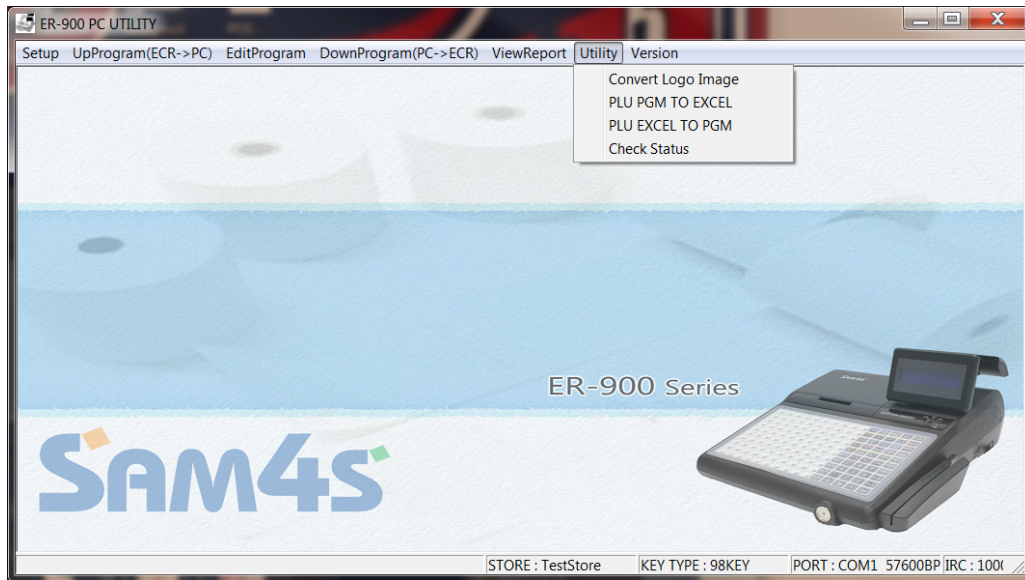 ER-900 PC UTILITY
Setup UpProgram(ECR->PC) EditProgram DownProgram(PC->ECR) ViewReport Utility Version
Convert Logo Image
PLU PGM TO EXCEL
PLU EXCEL TO PGM
Check Status
ER-900 Series
SAM4S
STORE : TestStore KEY TYPE : 98KEY PORT : COM1 57600BP IRC : 100